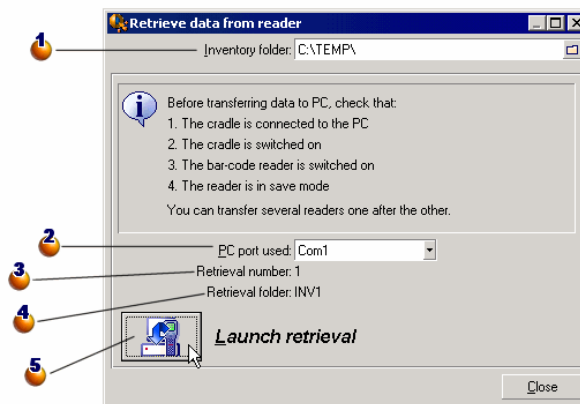 Retrieve data from reader
1
Inventory folder: C:\TEMP\
Before transferring data to PC, check that:
1. The cradle is connected to the PC
2. The cradle is switched on
3. The bar-code reader is switched on
4. The reader is in save mode
You can transfer several readers one after the other.
2
PC port used: Com1
3
Retrieval number: 1
Retrieval folder: INV1
4
5
Launch retrieval
Close